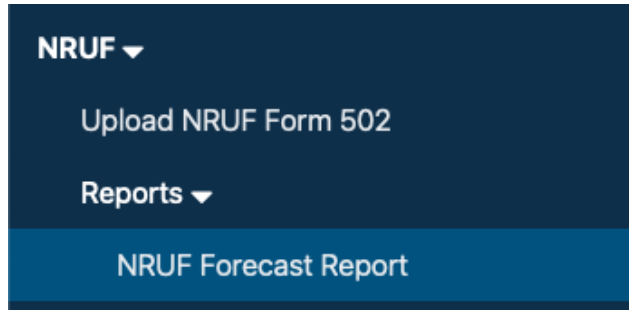 NRUF
Upload NRUF Form 502
Reports
NRUF Forecast Report